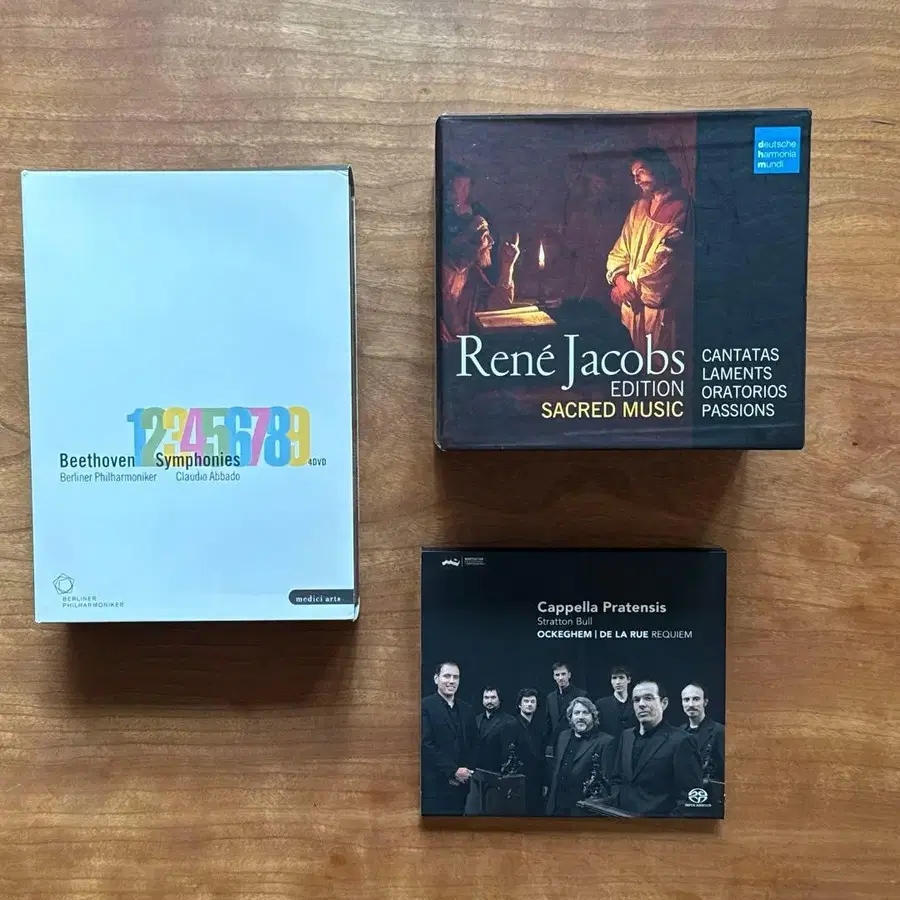 123456789
Beethoven Symphonies
4DVD
Berliner Philharmoniker Claudio Abbado
BERLINER
PHILHARMONIKER
medici arts
deutsche
harmonia
mundi
René Jacobs
EDITION
SACRED MUSIC
CANTATAS
LAMENTS
ORATORIOS
PASSIONS
Cappella Pratensis
Stratton Bull
OCKEGHEM | DE LA RUE REQUIEM